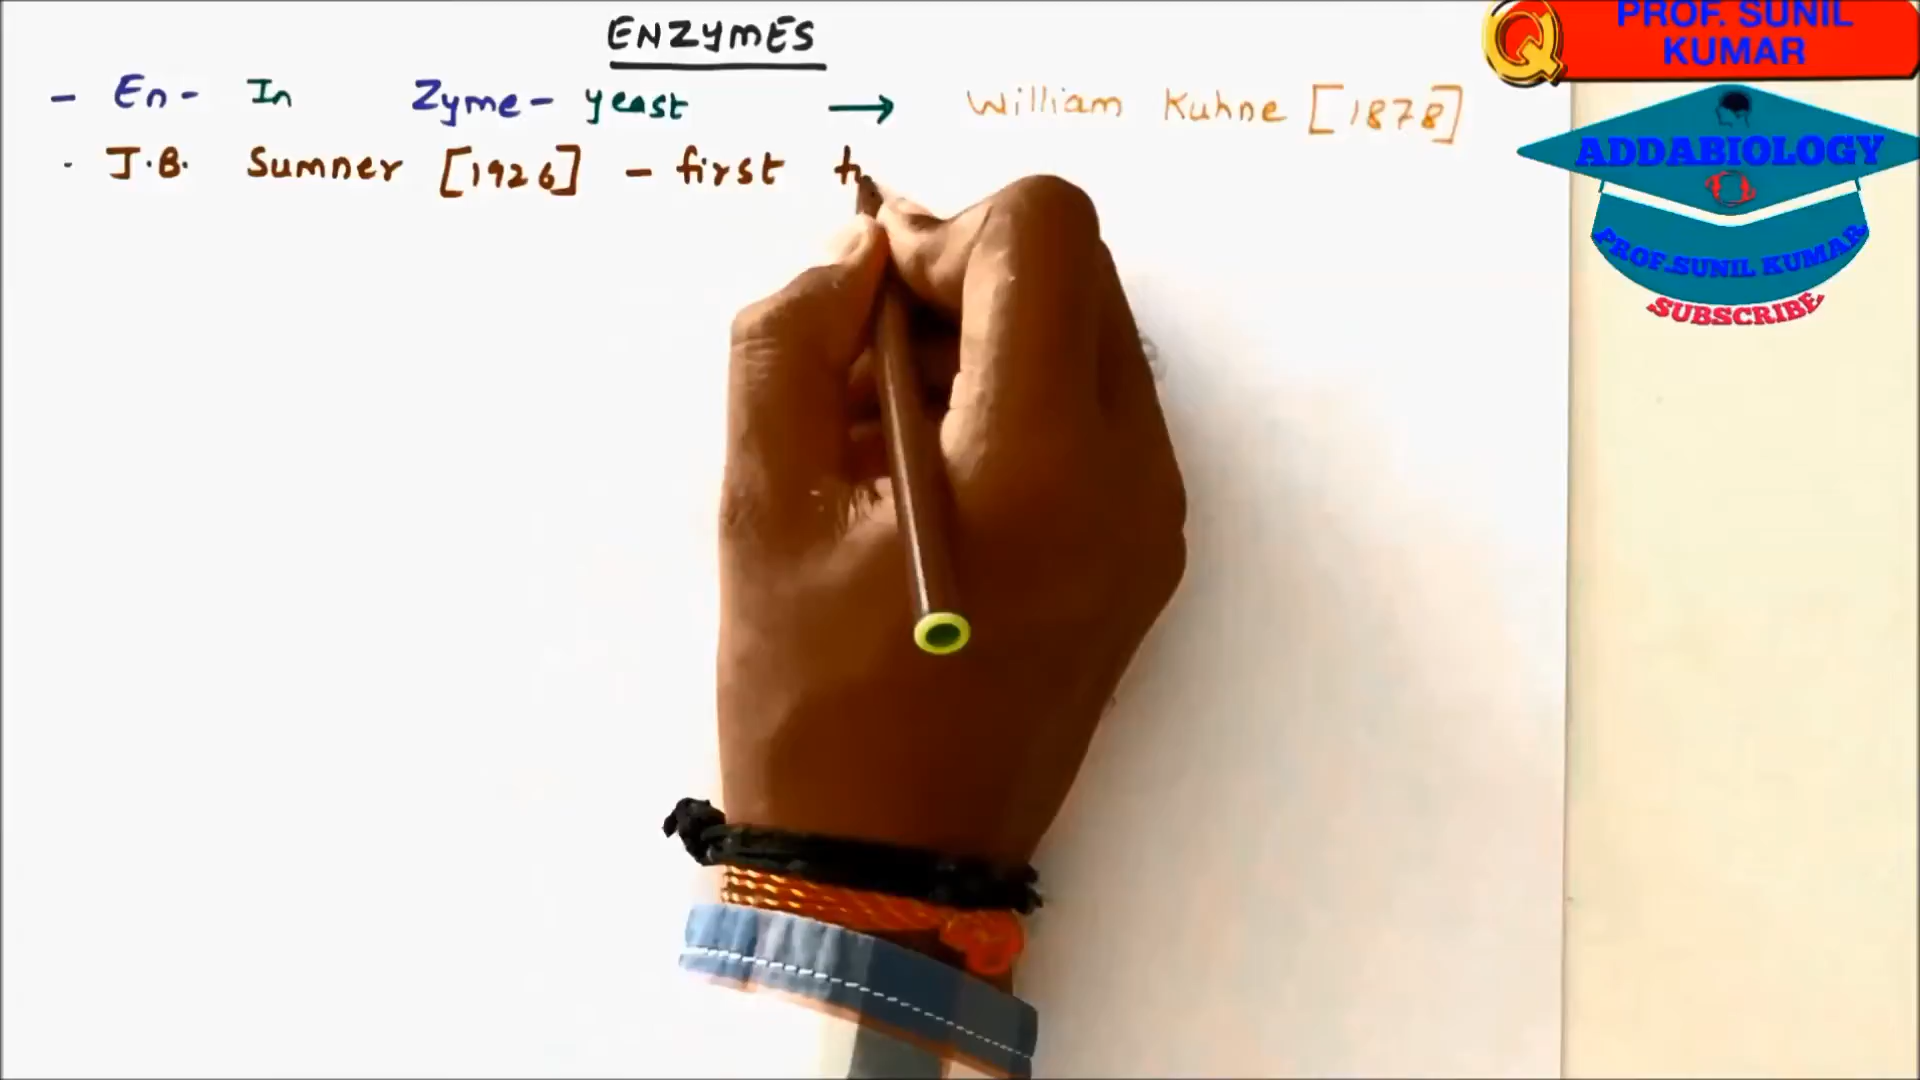 ENZYMES
- En - In Zyme - yeast → William Kuhne [1878]
· J.B. Sumner [1926] - first
PROF. SUNIL
KUMAR
ADDABIOLOGY
PROF.SUNIL KUMAR
SUBSCRIBE